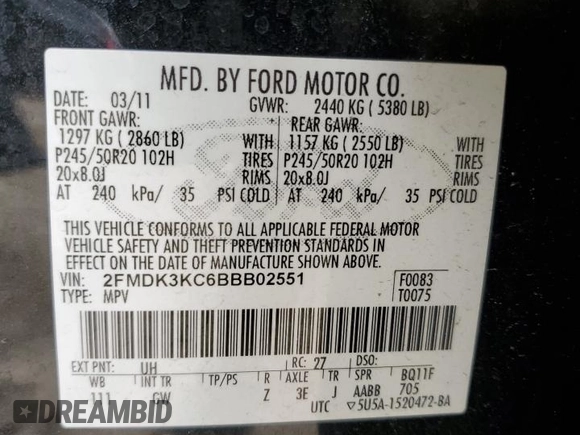 MFD. BY FORD MOTOR CO.
DATE: 03/11 GVWR: 2440 KG ( 5380 LB)
FRONT GAWR: REAR GAWR:
1297 KG ( 2860 LB) WITH 1157 KG ( 2550 LB) WITH
P245/50R20 102H TIRES P245/50R20 102H TIRES
20x8.0J RIMS 20x8.0J RIMS
AT 240 kPa/ 35 PSI COLD AT 240 kPa/ 35 PSI COLD
THIS VEHICLE CONFORMS TO ALL APPLICABLE FEDERAL MOTOR
VEHICLE SAFETY AND THEFT PREVENTION STANDARDS IN
EFFECT ON THE DATE OF MANUFACTURE SHOWN ABOVE.
VIN: 2FMDK3KC6BBB02551 F0083
TYPE: MPV T0075
EXT PNT: UH RC: 27 DSO:
WB INT TR TP/PS R AXLE TR SPR BQ11F
111 GW Z 3E J AABB 705
UTC ▽5U5A-1520472-BA
DREAMBID